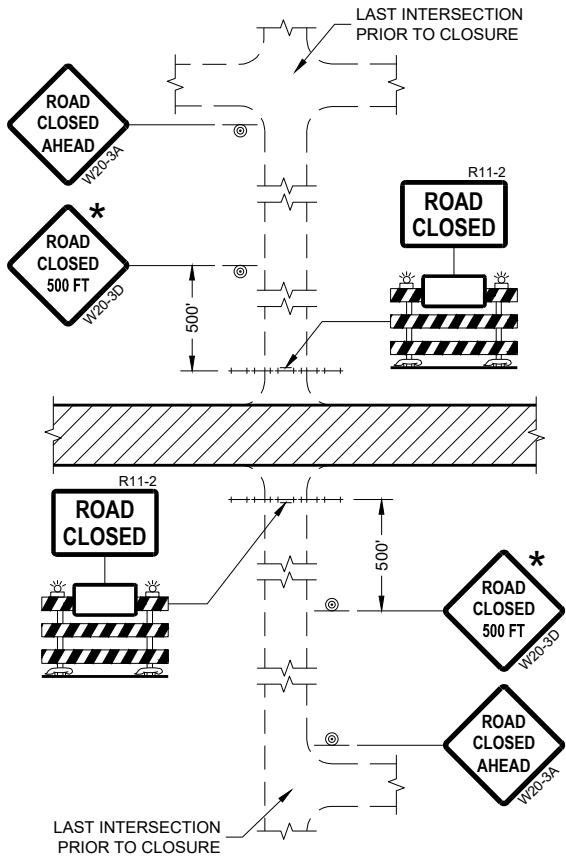 LAST INTERSECTION
PRIOR TO CLOSURE
ROAD
CLOSED
AHEAD
W20-3A
R11-2
ROAD
CLOSED
*
ROAD
CLOSED
500 FT
W20-3D
500'
R11-2
ROAD
CLOSED
500'
*
ROAD
CLOSED
500 FT
W20-3D
ROAD
CLOSED
AHEAD
W20-3A
LAST INTERSECTION
PRIOR TO CLOSURE